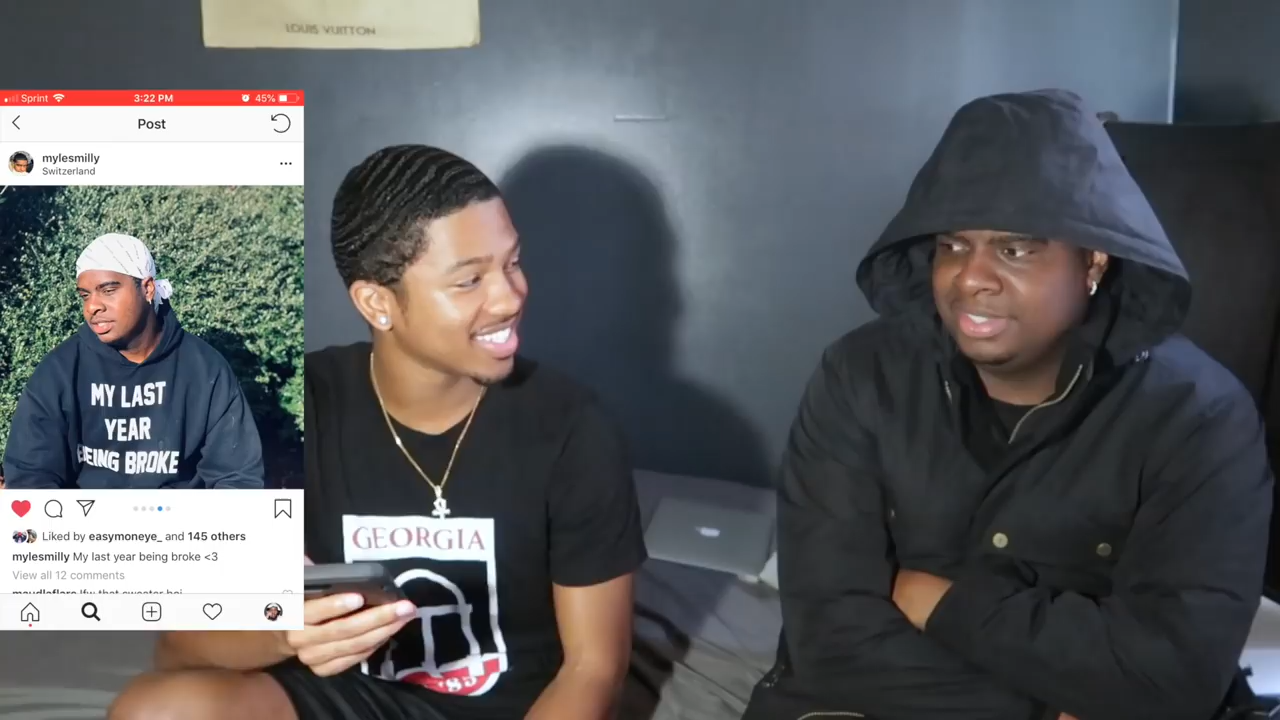 LOUIS VUITTON
Sprint 3:22 PM 45%
Post
mylesmilly
Switzerland
MY LAST
YEAR
BEING BROKE
Liked by easymoneye_ and 145 others
mylesmilly My last year being broke <3
View all 12 comments
GEORGIA
'85